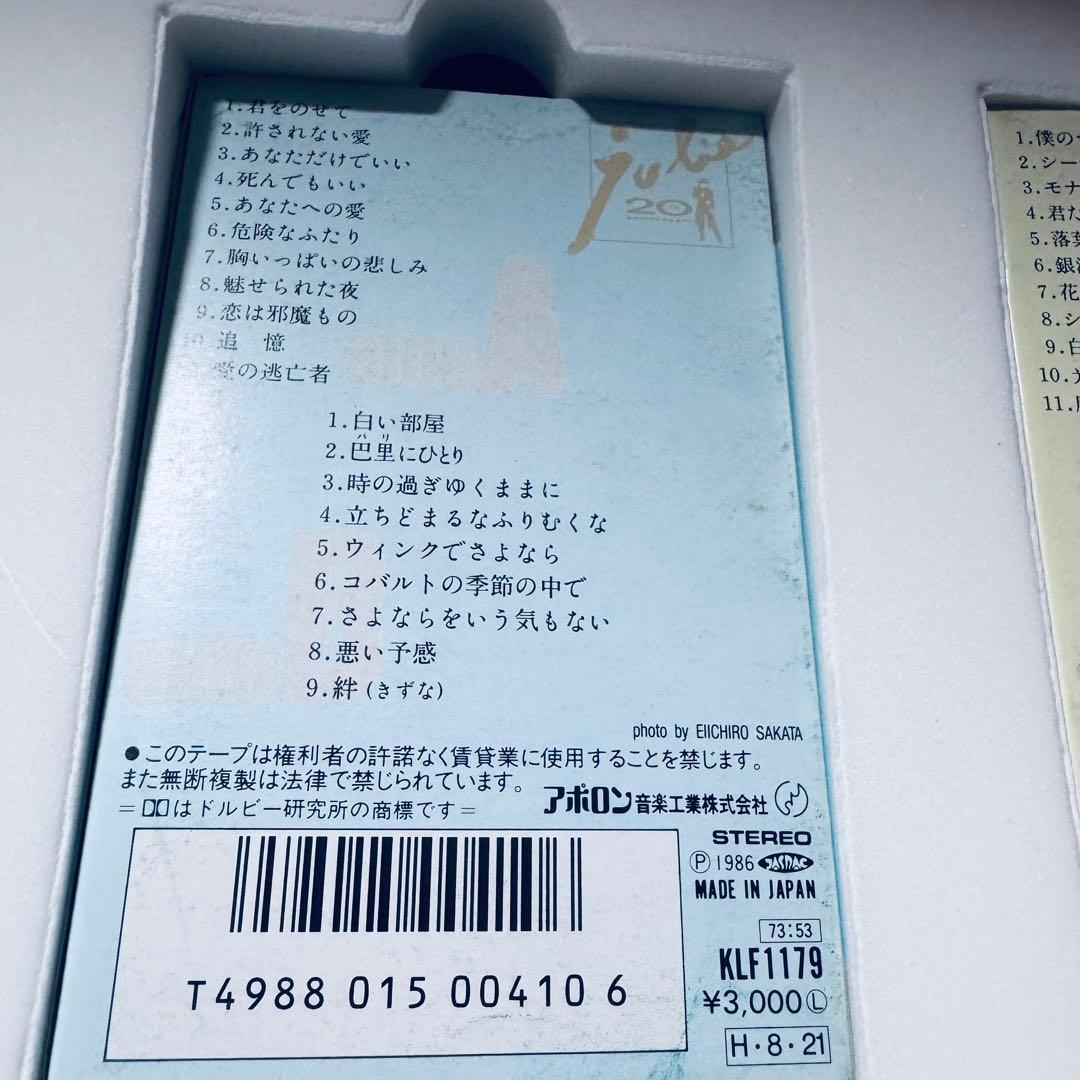 1.君をのせて
2.許されない愛
3.あなただけでいい
4.死んでもいい
5.あなたへの愛
6.危険なふたり
7.胸いっぱいの悲しみ
8.魅せられた夜
9.恋は邪魔もの
10.追 憶
愛の逃亡者
1.白い部屋
2.巴里にひとり
パリ
3.時の過ぎゆくままに
4.立ちどまるなふりむくな
5.ウィンクでさよなら
6.コバルトの季節の中で
7.さよならをいう気もない
8.悪い予感
9.絆(きずな)
julie
20
photo by EIICHIRO SAKATA
●このテープは権利者の許諾なく賃貸業に使用することを禁じます。
また無断複製は法律で禁じられています。
=はドルビー研究所の商標です=
アポロン音楽工業株式会社
STEREO
Ⓟ1986 JASRAC
MADE IN JAPAN
73:53
KLF1179
¥3,000Ⓛ
H・8・21
T4988 015 00410 6
1.僕の
2.シー
3.モナ
4.君だ
5.落葉
6.銀河
7.花
8.シ
9.白
10.
11.